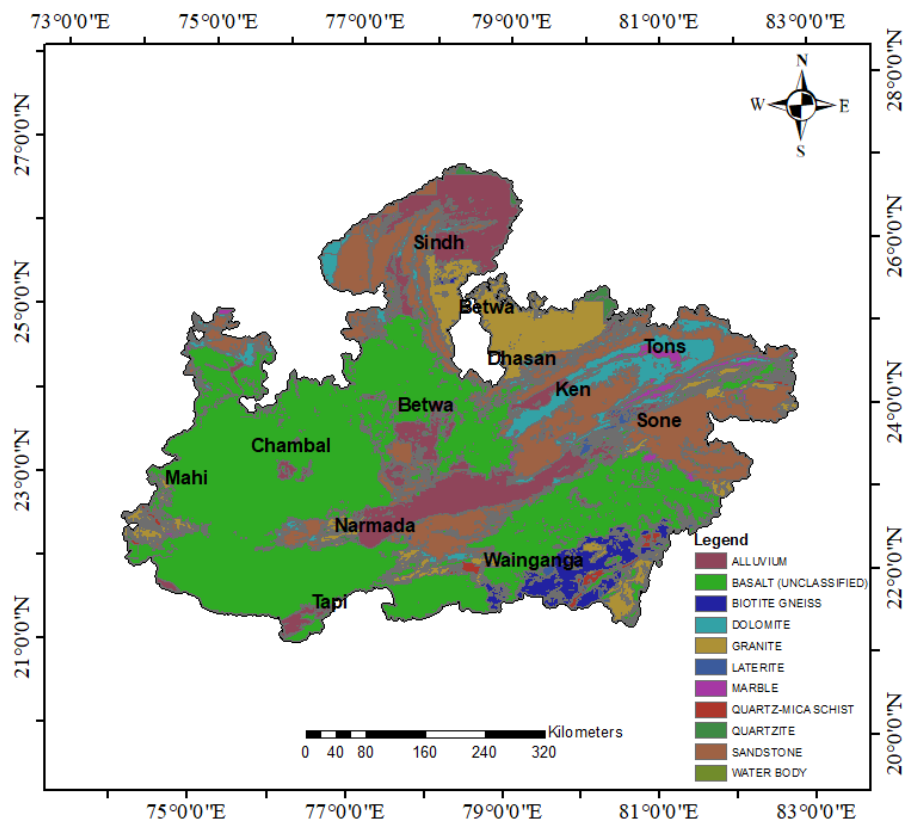 73°0'0"E 75°0'0"E 77°0'0"E 79°0'0"E 81°0'0"E
28°0'0"N
N
W E
S
27°0'0"N
26°0'0"N
Sindh
25°0'0"N
Betwa
Tons
Dhasan
Ken
24°0'0"N
Betwa
Sone
Chambal
23°0'0"N
Mahi
Narmada
Legend
Wainganga
ALLUVIUM
22°0'0"N
BASALT (UNCLASSIFIED)
Tapi
BIOTITE GNEISS
21°0'0"N
DOLOMITE
GRANITE
LATERITE
MARBLE
QUARTZ-MICA SCHIST
QUARTZITE
SANDSTONE
WATER BODY
20°0'0"N
Kilometers
0 40 80 160 240 320
75°0'0"E 77°0'0"E 79°0'0"E 81°0'0"E 83°0'0"E